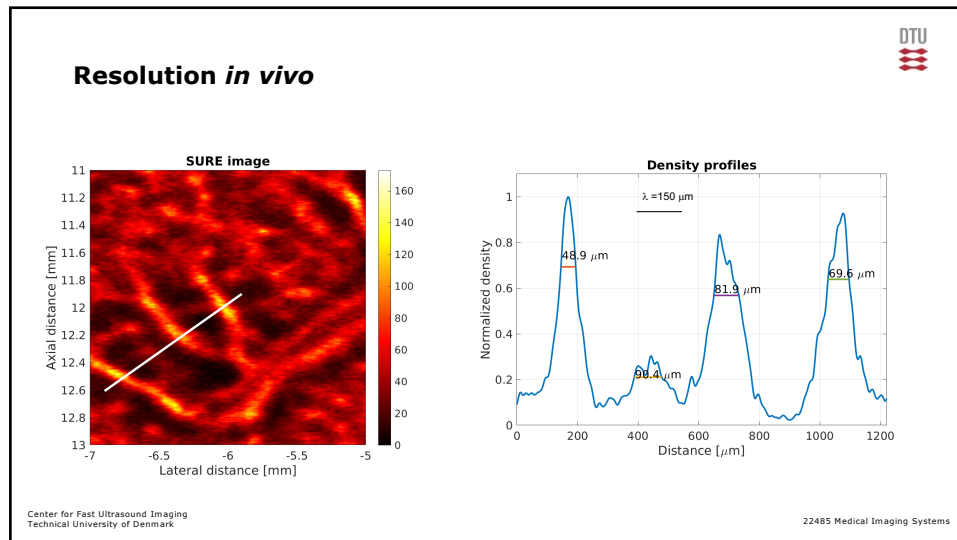 DTU
Resolution in vivo
SURE image
11
11.2
11.4
11.6
11.8
12
12.2
12.4
12.6
12.8
13
Axial distance [mm]
-7
-6.5
-6
-5.5
-5
Lateral distance [mm]
160
140
120
100
80
60
40
20
0
Density profiles
1
0.8
0.6
0.4
0.2
0
Normalized density
λ =150 μm
48.9 μm
90.4 μm
81.9 μm
69.6 μm
0
200
400
600
800
1000
1200
Distance [μm]
Center for Fast Ultrasound Imaging
Technical University of Denmark
22485 Medical Imaging Systems